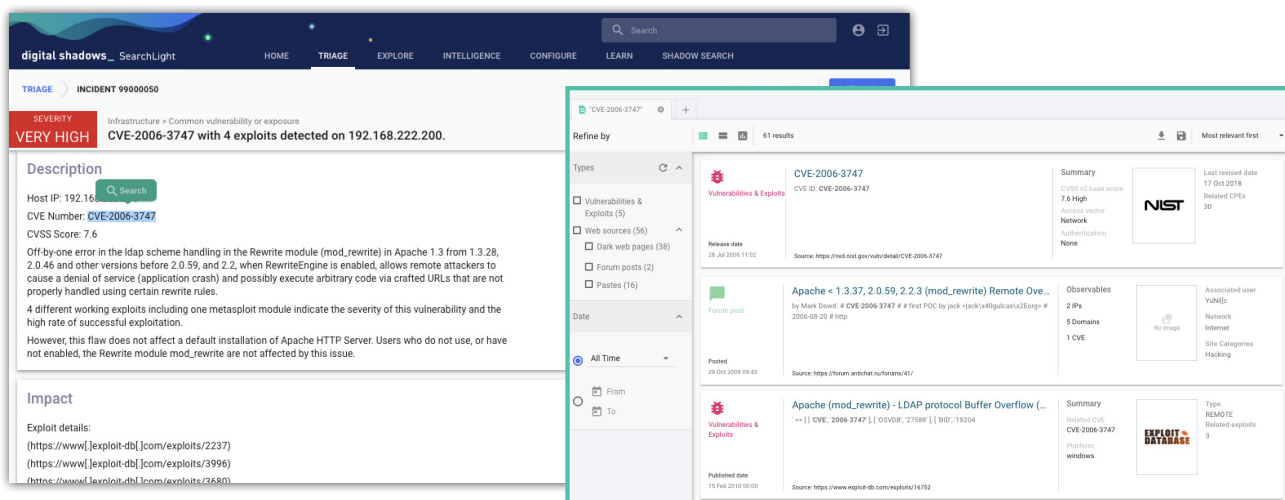 Search
digital shadows_ SearchLight
HOME
TRIAGE
EXPLORE
INTELLIGENCE
CONFIGURE
LEARN
SHADOW SEARCH
TRIAGE
INCIDENT 99000050
SEVERITY
VERY HIGH
Infrastructure > Common vulnerability or exposure
CVE-2006-3747 with 4 exploits detected on 192.168.222.200.
Description
Search
Host IP: 192.16
CVE Number: CVE-2006-3747
CVSS Score: 7.6
Off-by-one error in the ldap scheme handling in the Rewrite module (mod_rewrite) in Apache 1.3 from 1.3.28,
2.0.46 and other versions before 2.0.59, and 2.2, when RewriteEngine is enabled, allows remote attackers to
cause a denial of service (application crash) and possibly execute arbitrary code via crafted URLs that are not
properly handled using certain rewrite rules.
4 different working exploits including one metasploit module indicate the severity of this vulnerability and the
high rate of successful exploitation.
However, this flaw does not affect a default installation of Apache HTTP Server. Users who do not use, or have
not enabled, the Rewrite module mod_rewrite are not affected by this issue.
Impact
Exploit details:
(https://www[.]exploit-db[.]com/exploits/2237)
(https://www[.]exploit-db[.]com/exploits/3996)
(https://www[.]exploit-db[.]com/exploits/3680)
"CVE-2006-3747"
Refine by
61 results
Most relevant first
Types
Vulnerabilities &
Exploits (5)
Web sources (56)
Dark web pages (38)
Forum posts (2)
Pastes (16)
Date
All Time
From
To
Vulnerabilities & Exploits
Release date
28 Jul 2006 11:02
CVE-2006-3747
CVE ID: CVE-2006-3747
Source: https://nvd.nist.gov/vuln/detail/CVE-2006-3747
Summary
CVSS v2 base score
7.6 High
Access vector
Network
Authentication
None
NIST
Last revised date
17 Oct 2018
Related CPEs
30
Forum post
Posted
29 Oct 2009 09:43
Apache < 1.3.37, 2.0.59, 2.2.3 (mod_rewrite) Remote Ove...
by Mark Dowd. # CVE-2006-3747 # # first POC by jack <jack\x40gulcas\x2Eorg> #
2006-08-20 # http
Source: https://forum.antichat.ru/forums/41/
Observables
2 IPs
5 Domains
1 CVE
No image
Associated user
Network
Internet
Site Categories
Hacking
Vulnerabilities &
Exploits
Published date
15 Feb 2010 00:00
Apache (mod_rewrite) - LDAP protocol Buffer Overflow (...
' => [ [ 'CVE', '2006-3747' ], [ 'OSVDB', '27588' ], [ 'BID', '19204
Source: https://www.exploit-db.com/exploits/16752
Summary
Related CVE
CVE-2006-3747
Platform
windows
EXPLOIT
DATABASE
Type
REMOTE
Related exploits
3